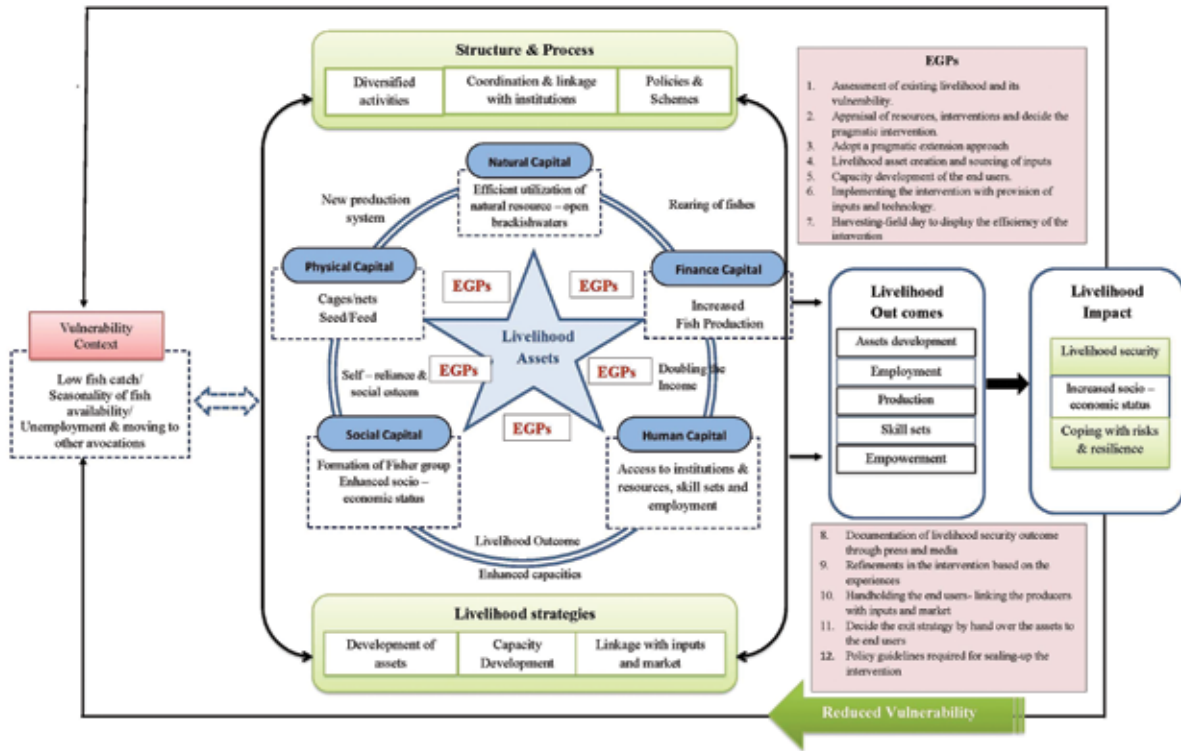 Structure & Process
Diversified
activities
Coordination & linkage
with institutions
Policies &
Schemes
EGPs
1. Assessment of existing livelihood and its
vulnerability.
2. Appraisal of resources, interventions and decide the
pragmatic intervention.
3. Adopt a pragmatic extension approach
4. Livelihood asset creation and sourcing of inputs
5. Capacity development of the end users.
6. Implementing the intervention with provision of
inputs and technology.
7. Harvesting-field day to display the efficiency of the
intervention
Natural Capital
Efficient utilization of
natural resource – open
brackishwaters
New production
system
Rearing of fishes
Physical Capital
Cages/nets
Seed/Feed
Finance Capital
Increased
Fish Production
EGPs
EGPs
Livelihood
Assets
EGPs
EGPs
EGPs
Self – reliance &
social esteem
Doubling the
Income
Vulnerability
Context
Low fish catch/
Seasonality of fish
availability/
Unemployment & moving to
other avocations
Social Capital
Formation of Fisher group
Enhanced socio –
economic status
Human Capital
Access to institutions &
resources, skill sets and
employment
Livelihood Outcome
Enhanced capacities
Livelihood
Out comes
Assets development
Employment
Production
Skill sets
Empowerment
Livelihood
Impact
Livelihood security
Increased socio –
economic status
Coping with risks
& resilience
Livelihood strategies
Development of
assets
Capacity
Development
Linkage with inputs
and market
8. Documentation of livelihood security outcome
through press and media
9. Refinements in the intervention based on the
experiences
10. Handholding the end users- linking the producers
with inputs and market
11. Decide the exit strategy by hand over the assets to
the end users
12. Policy guidelines required for scaling-up the
intervention
Reduced Vulnerability